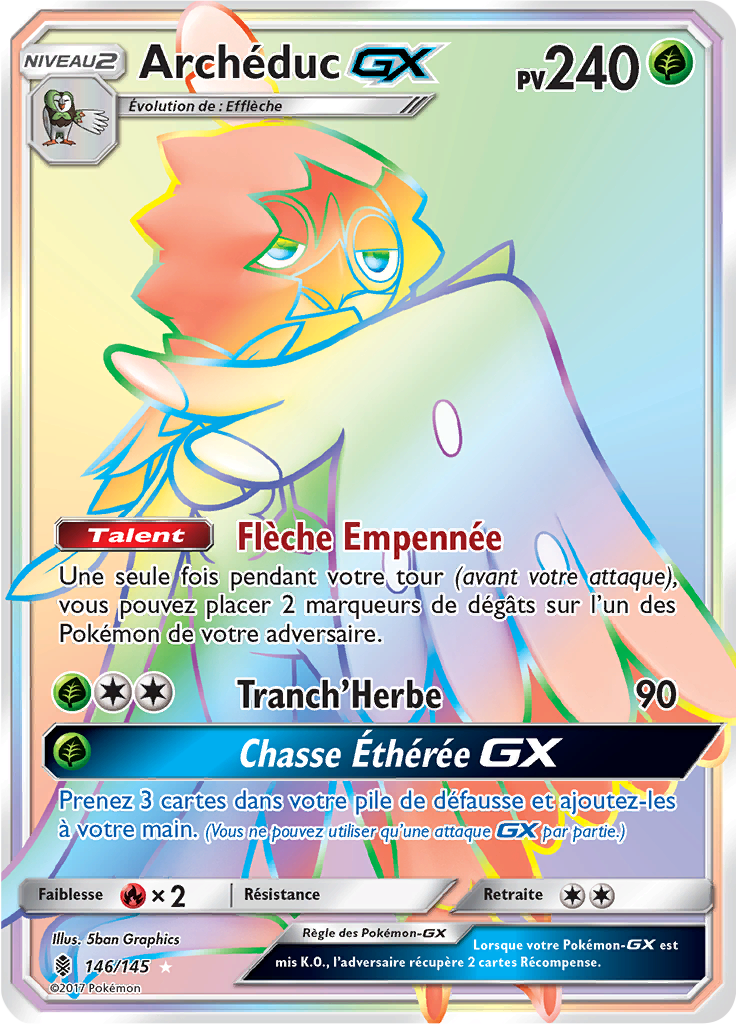 NIVEAU 2 Archéduc GX PV 240
Évolution de : Efflèche
Talent Flèche Empennée
Une seule fois pendant votre tour (avant votre attaque),
vous pouvez placer 2 marqueurs de dégâts sur l'un des
Pokémon de votre adversaire.
Tranch'Herbe 90
Chasse Éthérée GX
Prenez 3 cartes dans votre pile de défausse et ajoutez-les
à votre main. (Vous ne pouvez utiliser qu'une attaque GX par partie.)
Faiblesse × 2 Résistance Retraite
Illus. 5ban Graphics
146/145
©2017 Pokémon
Règle des Pokémon-GX
Lorsque votre Pokémon-GX est
mis K.O., l'adversaire récupère 2 cartes Récompense.